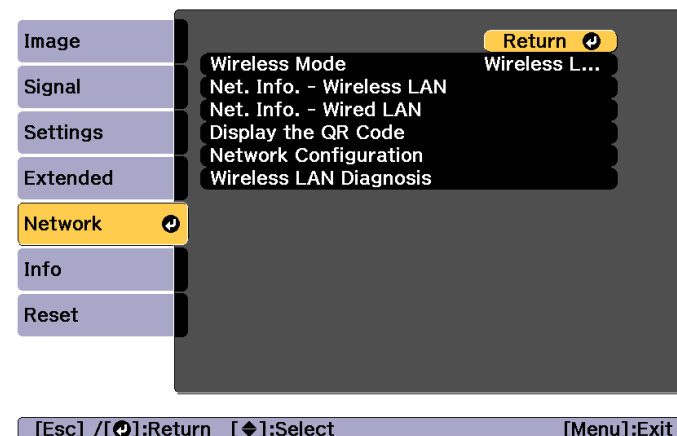 Image
Signal
Settings
Extended
Network
Info
Reset
Return
Wireless Mode Wireless L...
Net. Info. - Wireless LAN
Net. Info. - Wired LAN
Display the QR Code
Network Configuration
Wireless LAN Diagnosis
[Esc] /[⏎]:Return [◆]:Select [Menu]:Exit